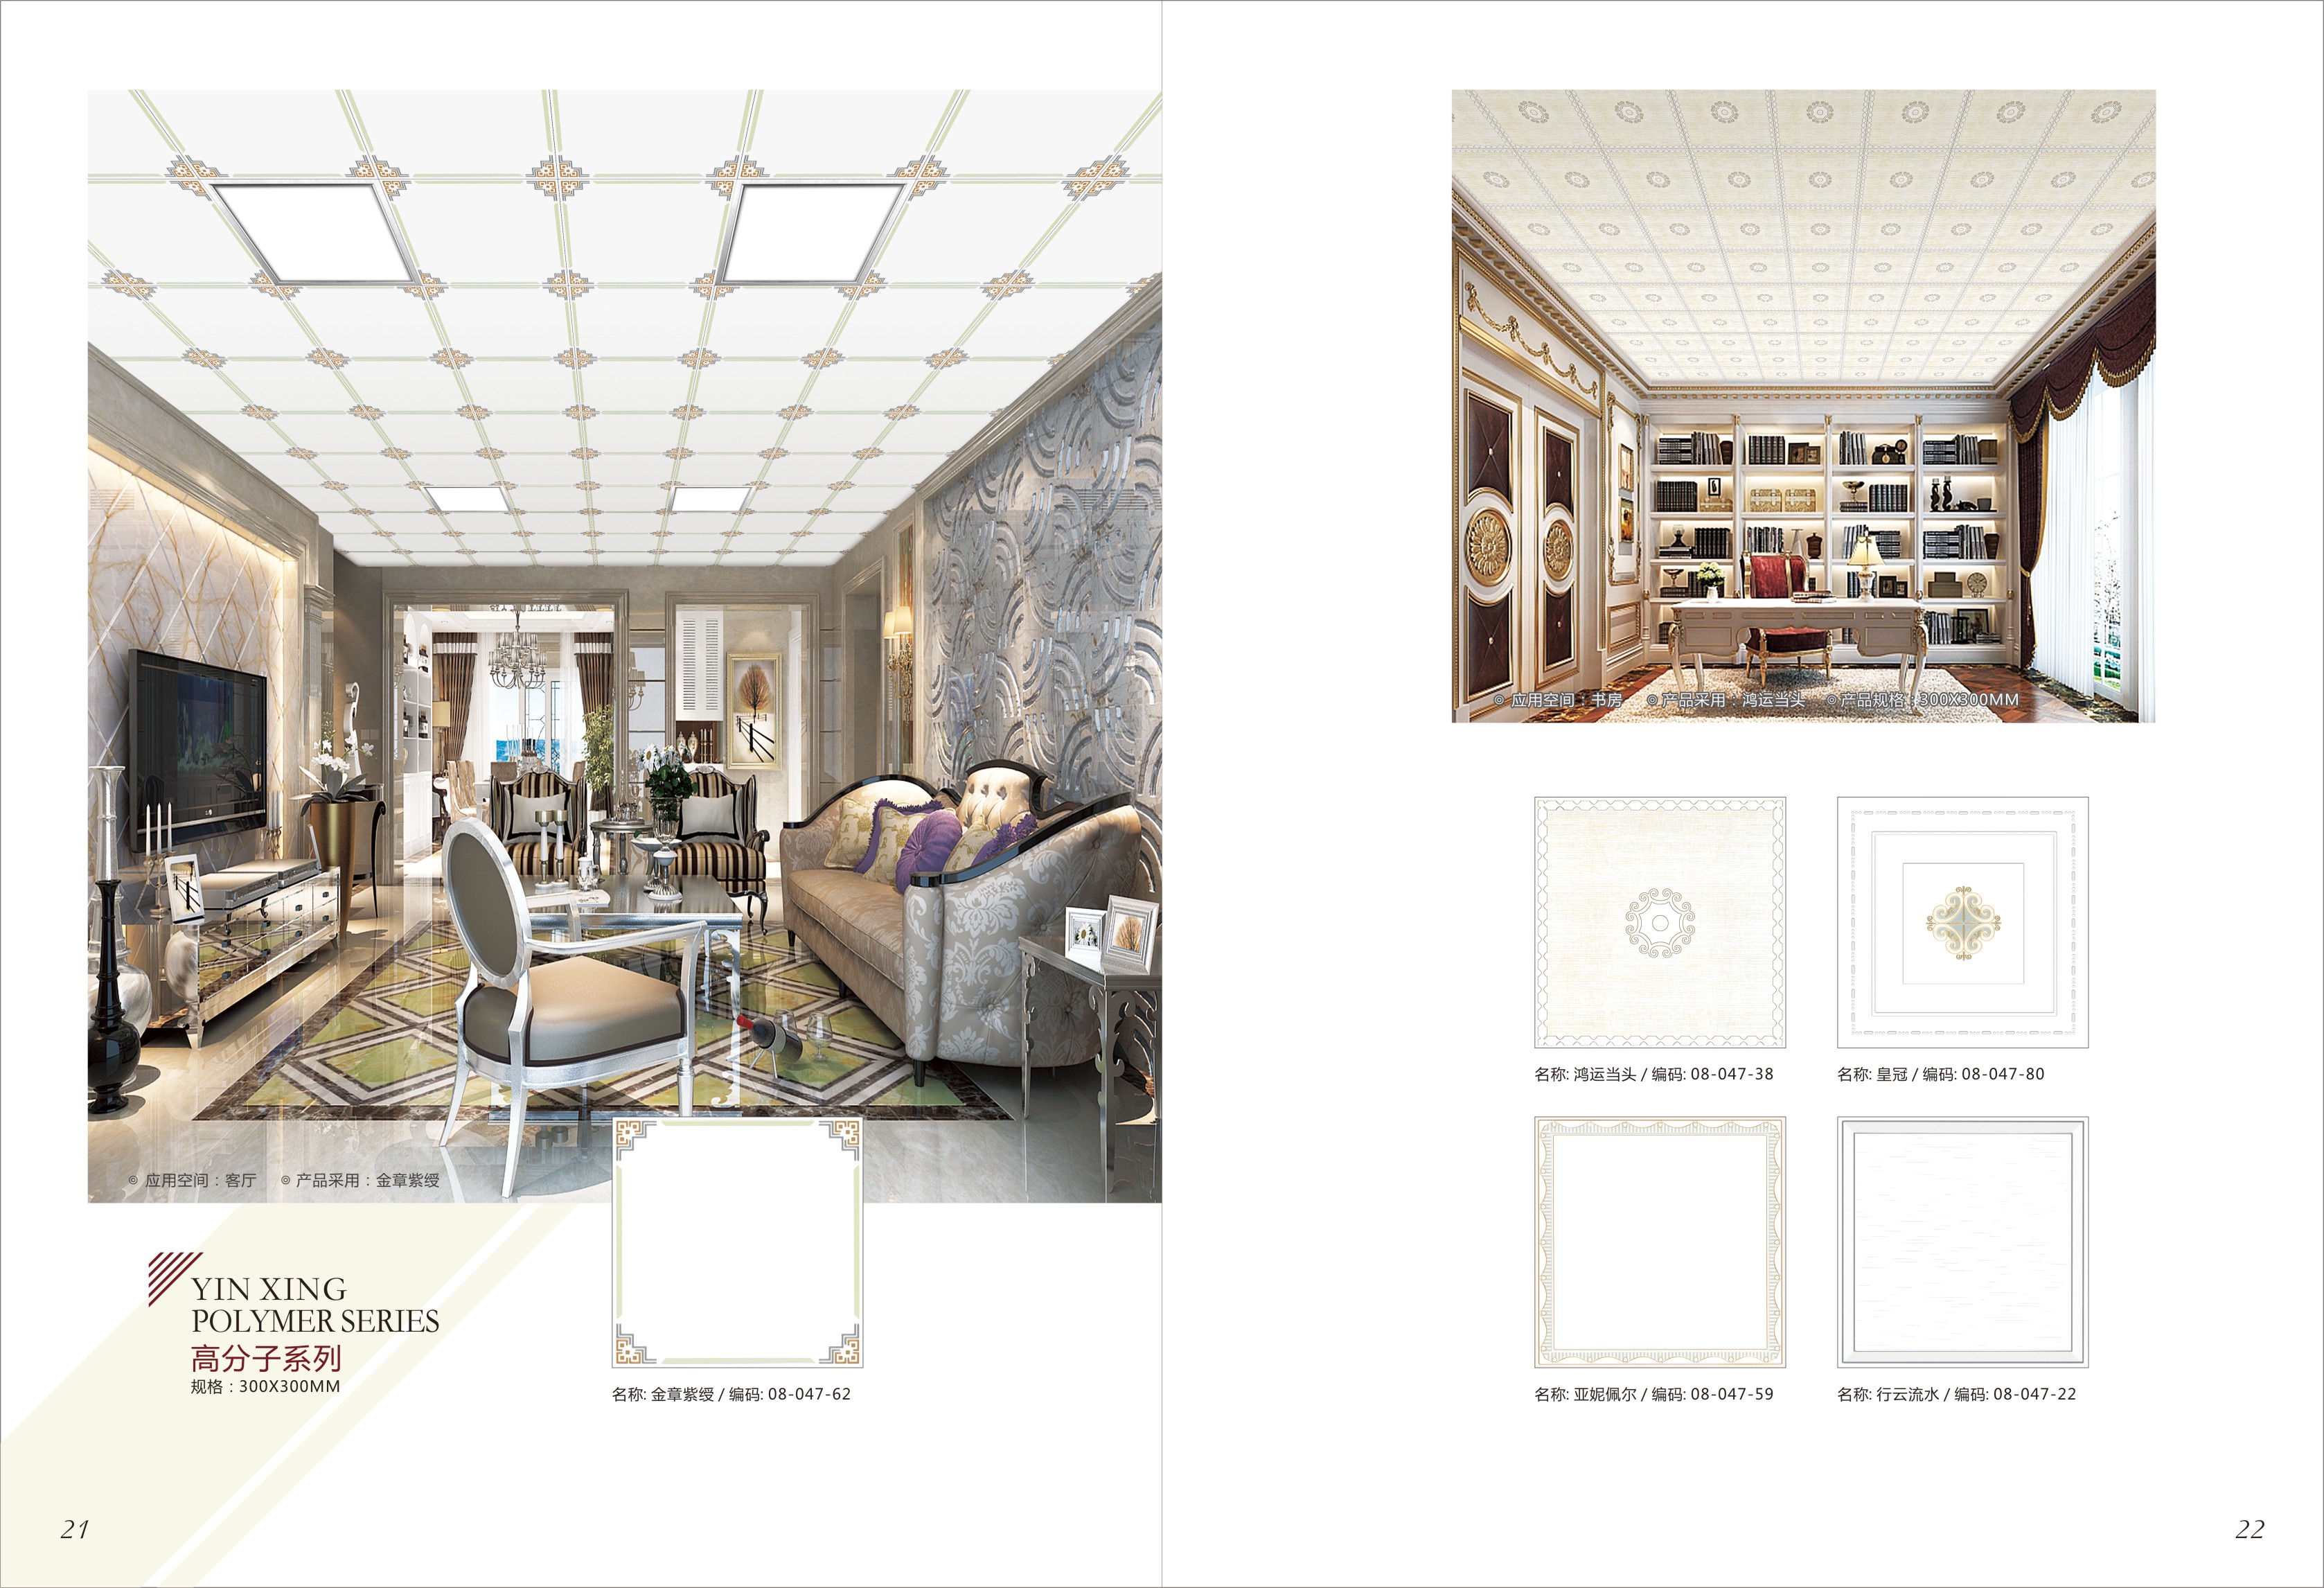 ◎ 应用空间：客厅 ◎ 产品采用：金章紫绶
YIN XING
POLYMER SERIES
高分子系列
规格：300X300MM
名称: 金章紫绶 / 编码: 08-047-62
21
◎ 应用空间：书房 ◎ 产品采用：鸿运当头 ◎ 产品规格：300X300MM
名称: 鸿运当头 / 编码: 08-047-38
名称: 皇冠 / 编码: 08-047-80
名称: 亚妮佩尔 / 编码: 08-047-59
名称: 行云流水 / 编码: 08-047-22
22